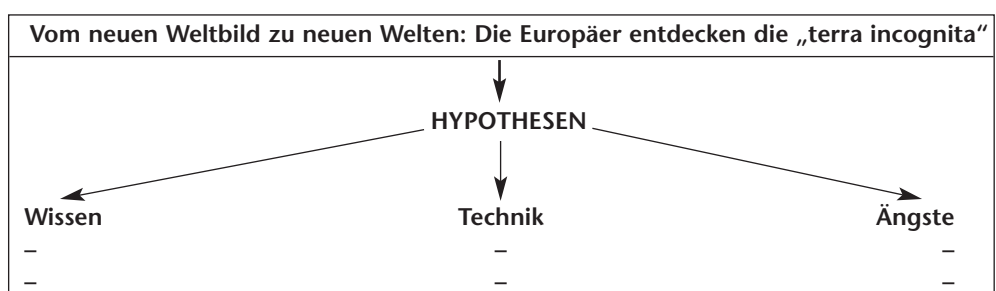 Vom neuen Weltbild zu neuen Welten: Die Europäer entdecken die „terra incognita“
HYPOTHESEN
Wissen Technik Ängste
– – –
– – –